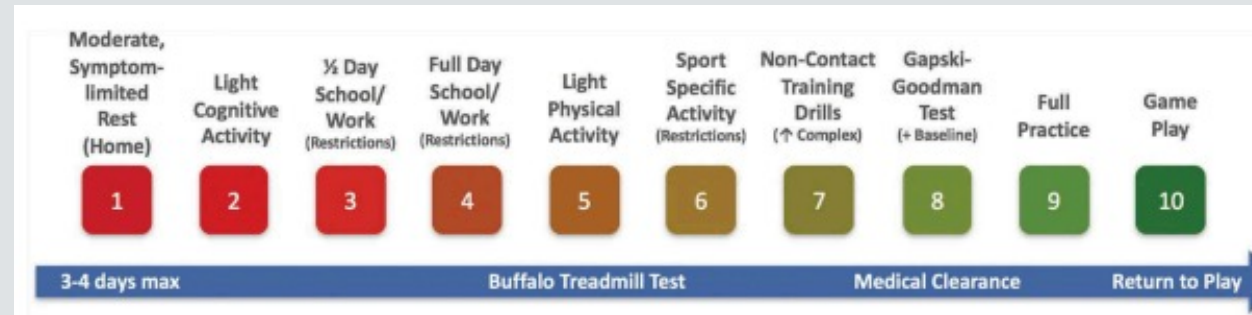 Moderate,
Symptom-
limited
Rest
(Home)
Light
Cognitive
Activity
½ Day
School/
Work
(Restrictions)
Full Day
School/
Work
(Restrictions)
Light
Physical
Activity
Sport
Specific
Activity
(Restrictions)
Non-Contact
Training
Drills
(↑ Complex)
Gapski-
Goodman
Test
(+ Baseline)
Full
Practice
Game
Play
1 2 3 4 5 6 7 8 9 10
3-4 days max Buffalo Treadmill Test Medical Clearance Return to Play